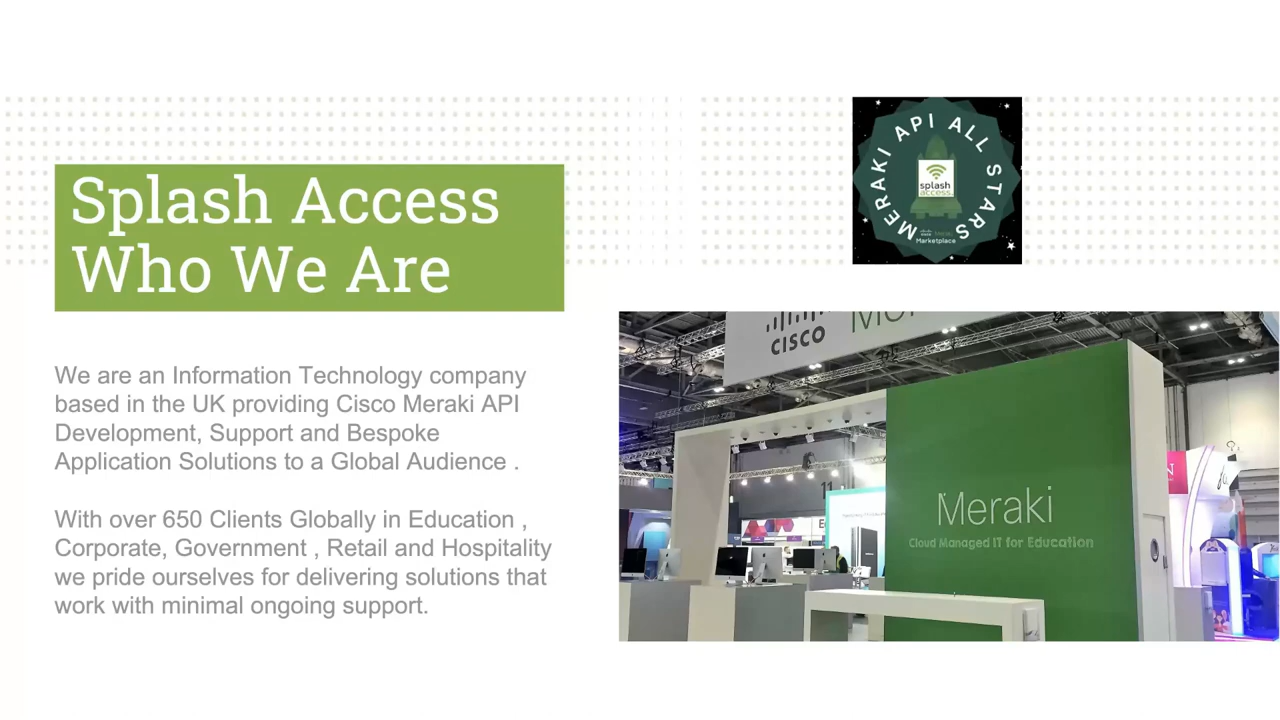 Splash Access
Who We Are
MERAKI API ALL STARS
splash
access
Marketplace
We are an Information Technology company
based in the UK providing Cisco Meraki API
Development, Support and Bespoke
Application Solutions to a Global Audience .
With over 650 Clients Globally in Education ,
Corporate, Government , Retail and Hospitality
we pride ourselves for delivering solutions that
work with minimal ongoing support.
CISCO
11
Meraki
Cloud Managed IT for Education